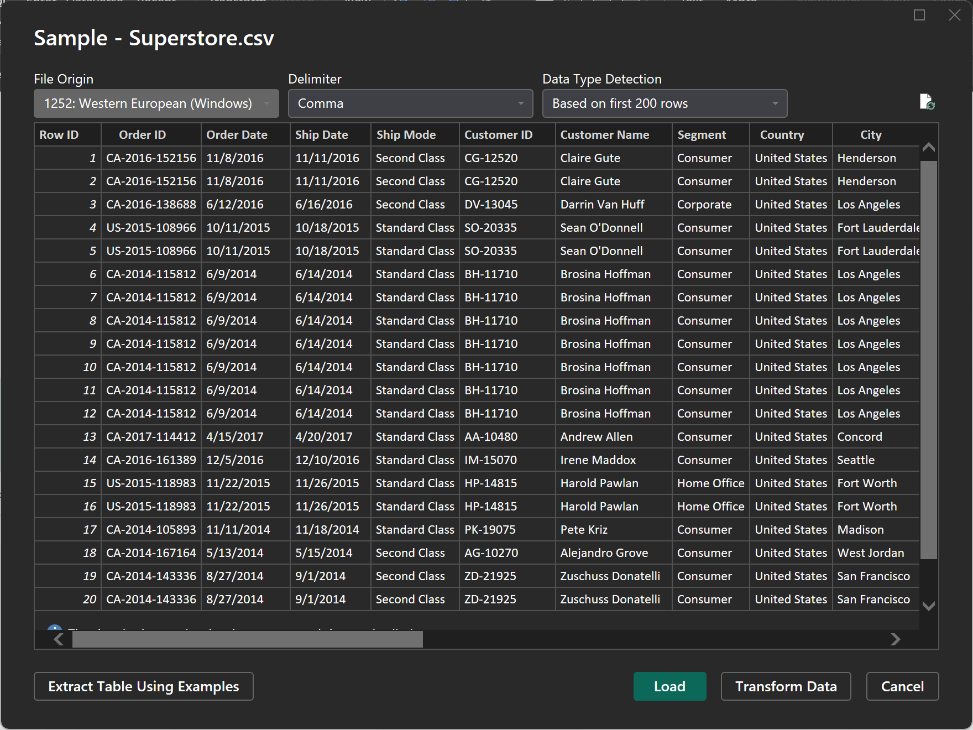 Sample - Superstore.csv
File Origin Delimiter Data Type Detection
1252: Western European (Windows) Comma Based on first 200 rows
Row ID Order ID Order Date Ship Date Ship Mode Customer ID Customer Name Segment Country City
1 CA-2016-152156 11/8/2016 11/11/2016 Second Class CG-12520 Claire Gute Consumer United States Henderson
2 CA-2016-152156 11/8/2016 11/11/2016 Second Class CG-12520 Claire Gute Consumer United States Henderson
3 CA-2016-138688 6/12/2016 6/16/2016 Second Class DV-13045 Darrin Van Huff Corporate United States Los Angeles
4 US-2015-108966 10/11/2015 10/18/2015 Standard Class SO-20335 Sean O'Donnell Consumer United States Fort Lauderdale
5 US-2015-108966 10/11/2015 10/18/2015 Standard Class SO-20335 Sean O'Donnell Consumer United States Fort Lauderdale
6 CA-2014-115812 6/9/2014 6/14/2014 Standard Class BH-11710 Brosina Hoffman Consumer United States Los Angeles
7 CA-2014-115812 6/9/2014 6/14/2014 Standard Class BH-11710 Brosina Hoffman Consumer United States Los Angeles
8 CA-2014-115812 6/9/2014 6/14/2014 Standard Class BH-11710 Brosina Hoffman Consumer United States Los Angeles
9 CA-2014-115812 6/9/2014 6/14/2014 Standard Class BH-11710 Brosina Hoffman Consumer United States Los Angeles
10 CA-2014-115812 6/9/2014 6/14/2014 Standard Class BH-11710 Brosina Hoffman Consumer United States Los Angeles
11 CA-2014-115812 6/9/2014 6/14/2014 Standard Class BH-11710 Brosina Hoffman Consumer United States Los Angeles
12 CA-2014-115812 6/9/2014 6/14/2014 Standard Class BH-11710 Brosina Hoffman Consumer United States Los Angeles
13 CA-2017-114412 4/15/2017 4/20/2017 Standard Class AA-10480 Andrew Allen Consumer United States Concord
14 CA-2016-161389 12/5/2016 12/10/2016 Standard Class IM-15070 Irene Maddox Consumer United States Seattle
15 US-2015-118983 11/22/2015 11/26/2015 Standard Class HP-14815 Harold Pawlan Home Office United States Fort Worth
16 US-2015-118983 11/22/2015 11/26/2015 Standard Class HP-14815 Harold Pawlan Home Office United States Fort Worth
17 CA-2014-105893 11/11/2014 11/18/2014 Standard Class PK-19075 Pete Kriz Consumer United States Madison
18 CA-2014-167164 5/13/2014 5/15/2014 Second Class AG-10270 Alejandro Grove Consumer United States West Jordan
19 CA-2014-143336 8/27/2014 9/1/2014 Second Class ZD-21925 Zuschuss Donatelli Consumer United States San Francisco
20 CA-2014-143336 8/27/2014 9/1/2014 Second Class ZD-21925 Zuschuss Donatelli Consumer United States San Francisco
Extract Table Using Examples Load Transform Data Cancel